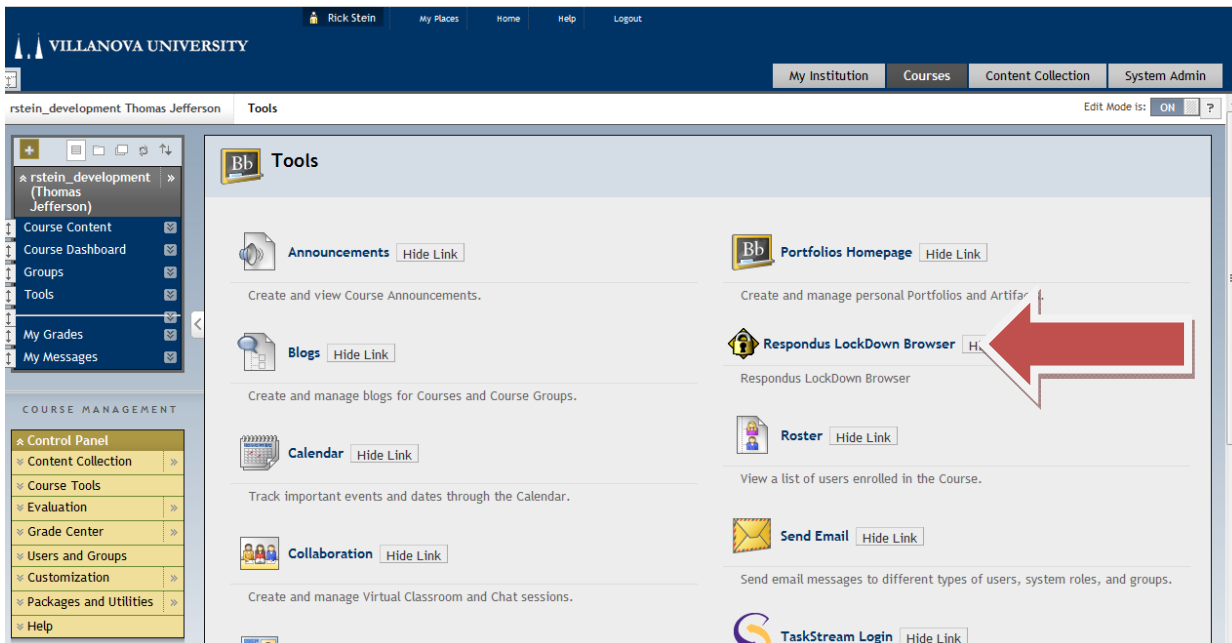 Rick Stein My Places Home Help Logout
VILLANOVA UNIVERSITY
My Institution Courses Content Collection System Admin
rstein_development Thomas Jefferson Tools Edit Mode is: ON ?
rstein_development
(Thomas
Jefferson)
Course Content
Course Dashboard
Groups
Tools
My Grades
My Messages
COURSE MANAGEMENT
Control Panel
Content Collection
Course Tools
Evaluation
Grade Center
Users and Groups
Customization
Packages and Utilities
Help
Bb Tools
Announcements Hide Link
Create and view Course Announcements.
Blogs Hide Link
Create and manage blogs for Courses and Course Groups.
Calendar Hide Link
Track important events and dates through the Calendar.
Collaboration Hide Link
Create and manage Virtual Classroom and Chat sessions.
Bb Portfolios Homepage Hide Link
Create and manage personal Portfolios and
Respondus LockDown Browser
Respondus LockDown Browser
Roster Hide Link
View a list of users enrolled in the Course.
Send Email Hide Link
Send email messages to different types of users, system roles, and groups.
TaskStream Login Hide Link